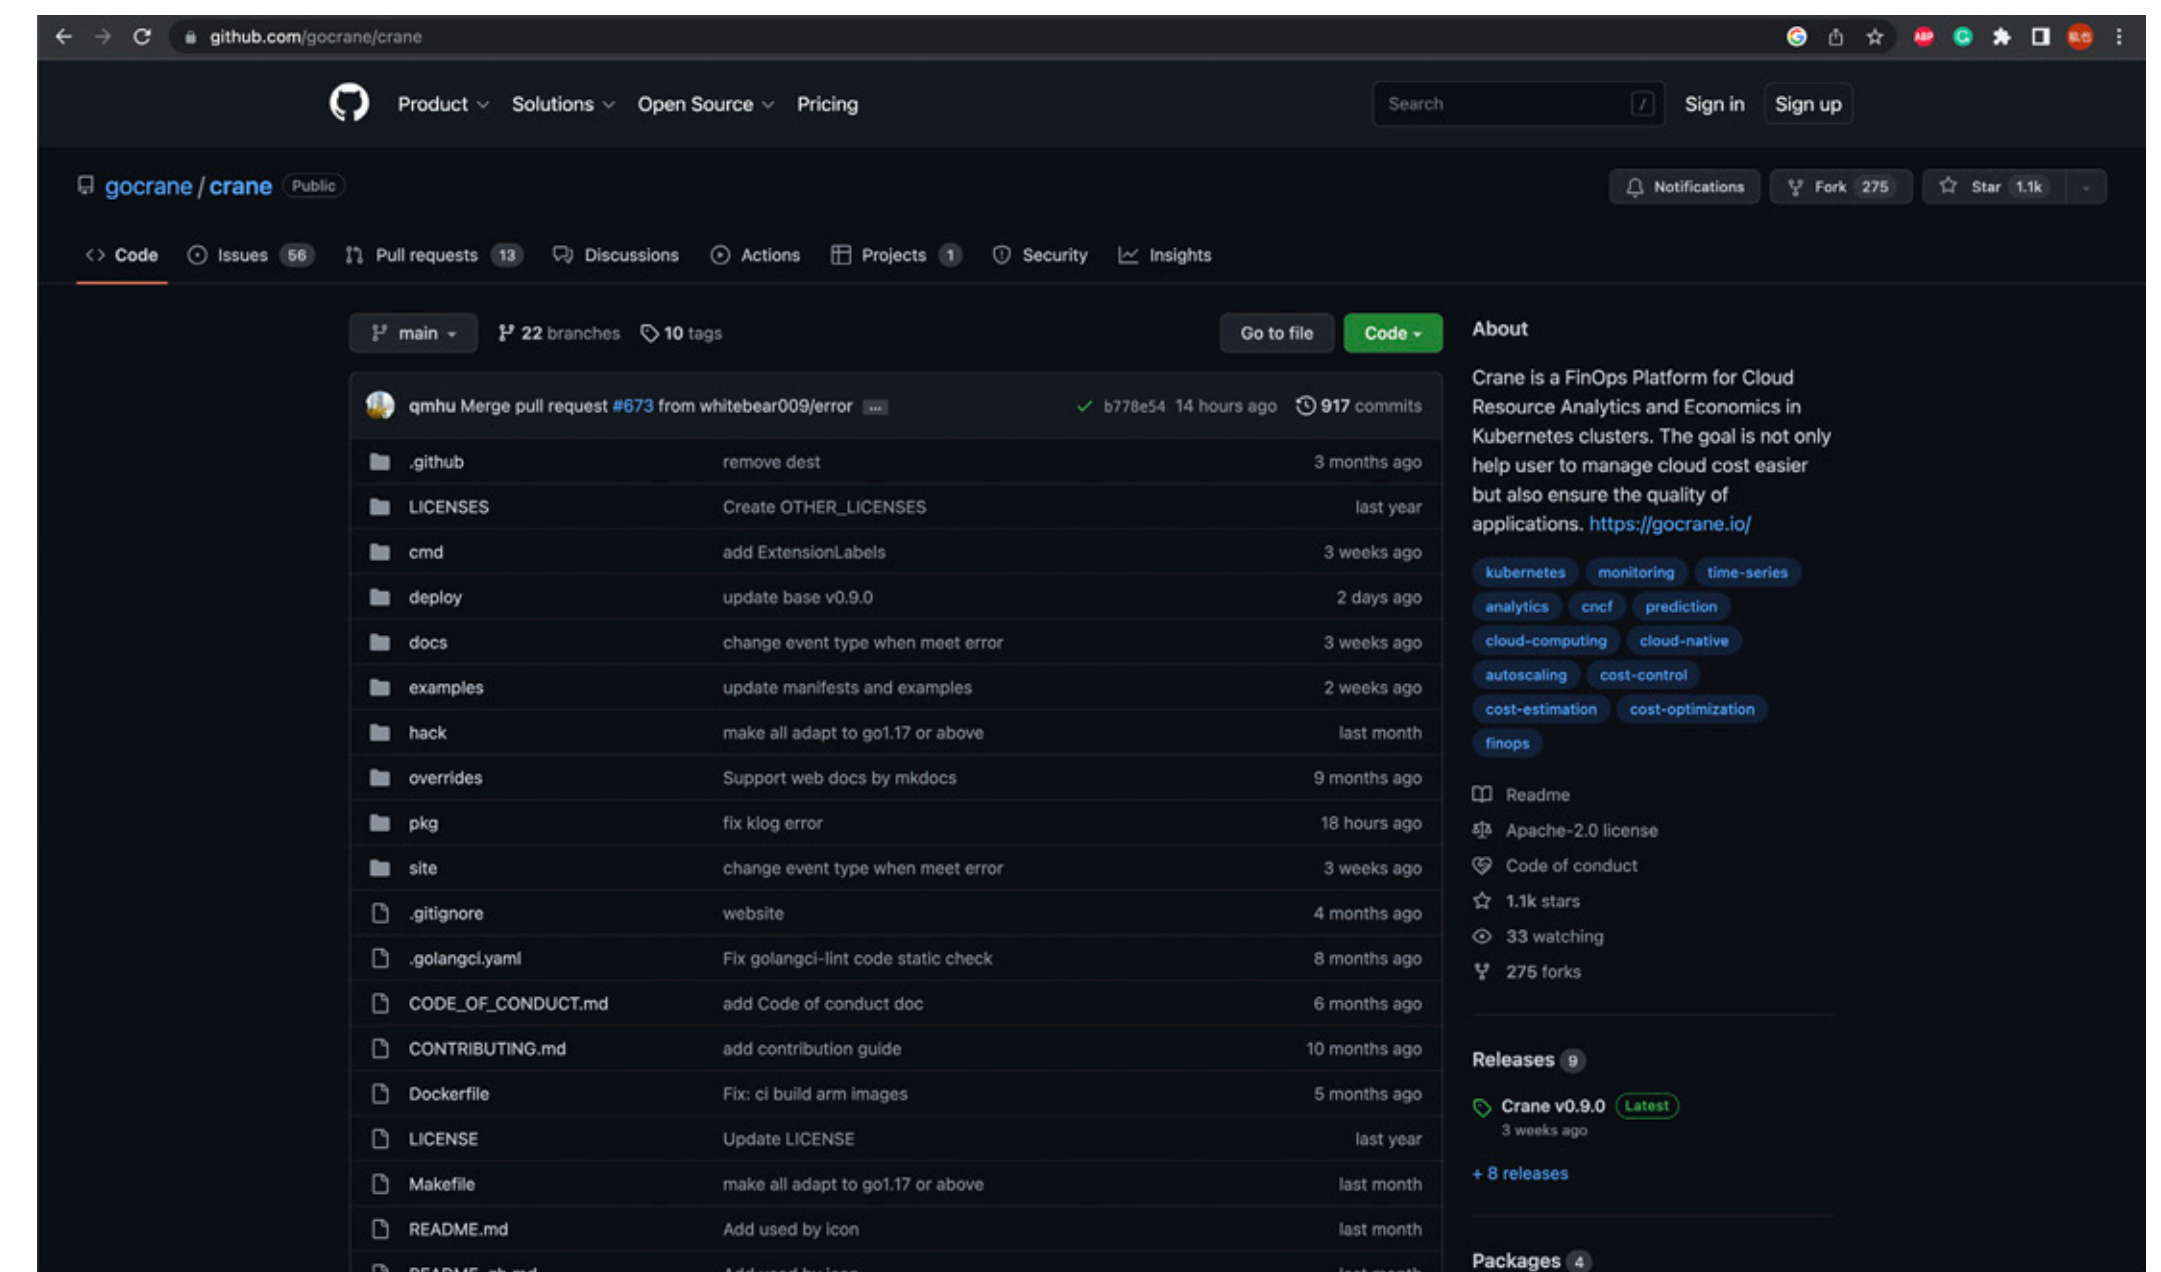 github.com/gocrane/crane
ABP
Product Solutions Open Source Pricing
Search / Sign in Sign up
gocrane / crane Public
Notifications Fork 275 Star 1.1k
Code Issues 56 Pull requests 13 Discussions Actions Projects 1 Security Insights
main 22 branches 10 tags Go to file Code
qmhu Merge pull request #673 from whitebear009/error ... b778e54 14 hours ago 917 commits
.github remove dest 3 months ago
LICENSES Create OTHER_LICENSES last year
cmd add ExtensionLabels 3 weeks ago
deploy update base v0.9.0 2 days ago
docs change event type when meet error 3 weeks ago
examples update manifests and examples 2 weeks ago
hack make all adapt to go1.17 or above last month
overrides Support web docs by mkdocs 9 months ago
pkg fix klog error 18 hours ago
site change event type when meet error 3 weeks ago
.gitignore website 4 months ago
.golangci.yaml Fix golangci-lint code static check 8 months ago
CODE_OF_CONDUCT.md add Code of conduct doc 6 months ago
CONTRIBUTING.md add contribution guide 10 months ago
Dockerfile Fix: ci build arm images 5 months ago
LICENSE Update LICENSE last year
Makefile make all adapt to go1.17 or above last month
README.md Add used by icon last month
About
Crane is a FinOps Platform for Cloud
Resource Analytics and Economics in
Kubernetes clusters. The goal is not only
help user to manage cloud cost easier
but also ensure the quality of
applications. https://gocrane.io/
kubernetes monitoring time-series
analytics cncf prediction
cloud-computing cloud-native
autoscaling cost-control
cost-estimation cost-optimization
finops
Readme
Apache-2.0 license
Code of conduct
1.1k stars
33 watching
275 forks
Releases 9
Crane v0.9.0 Latest
3 weeks ago
+ 8 releases
Packages 4